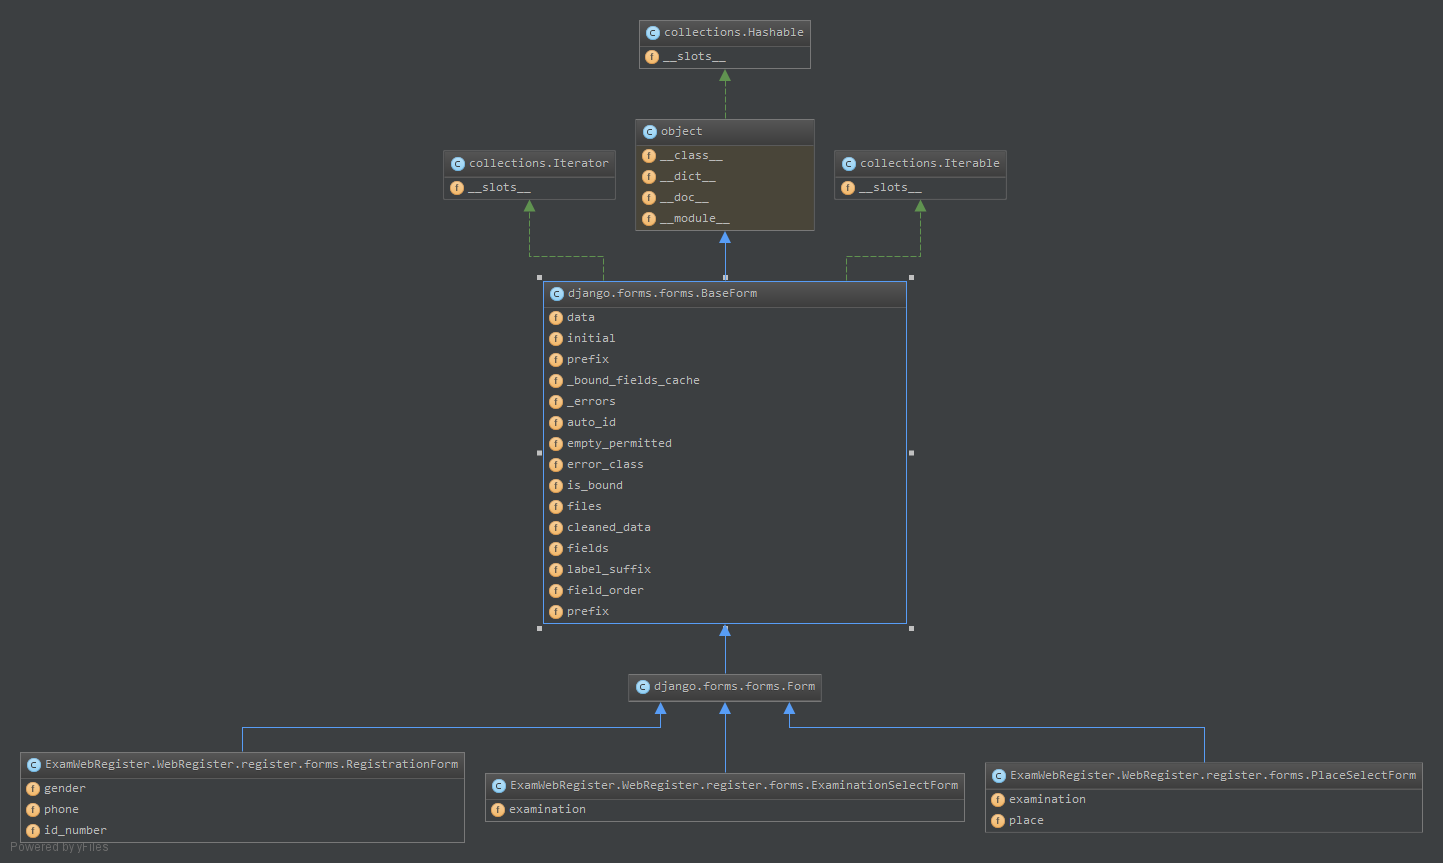 C collections.Hashable
f __slots__
C object
f __class__
f __dict__
f __doc__
f __module__
C collections.Iterator
f __slots__
C collections.Iterable
f __slots__
C django.forms.forms.BaseForm
f data
f initial
f prefix
f _bound_fields_cache
f _errors
f auto_id
f empty_permitted
f error_class
f is_bound
f files
f cleaned_data
f fields
f label_suffix
f field_order
f prefix
C django.forms.forms.Form
C ExamWebRegister.WebRegister.register.forms.RegistrationForm
f gender
f phone
f id_number
C ExamWebRegister.WebRegister.register.forms.ExaminationSelectForm
f examination
C ExamWebRegister.WebRegister.register.forms.PlaceSelectForm
f examination
f place
Powered by yFiles